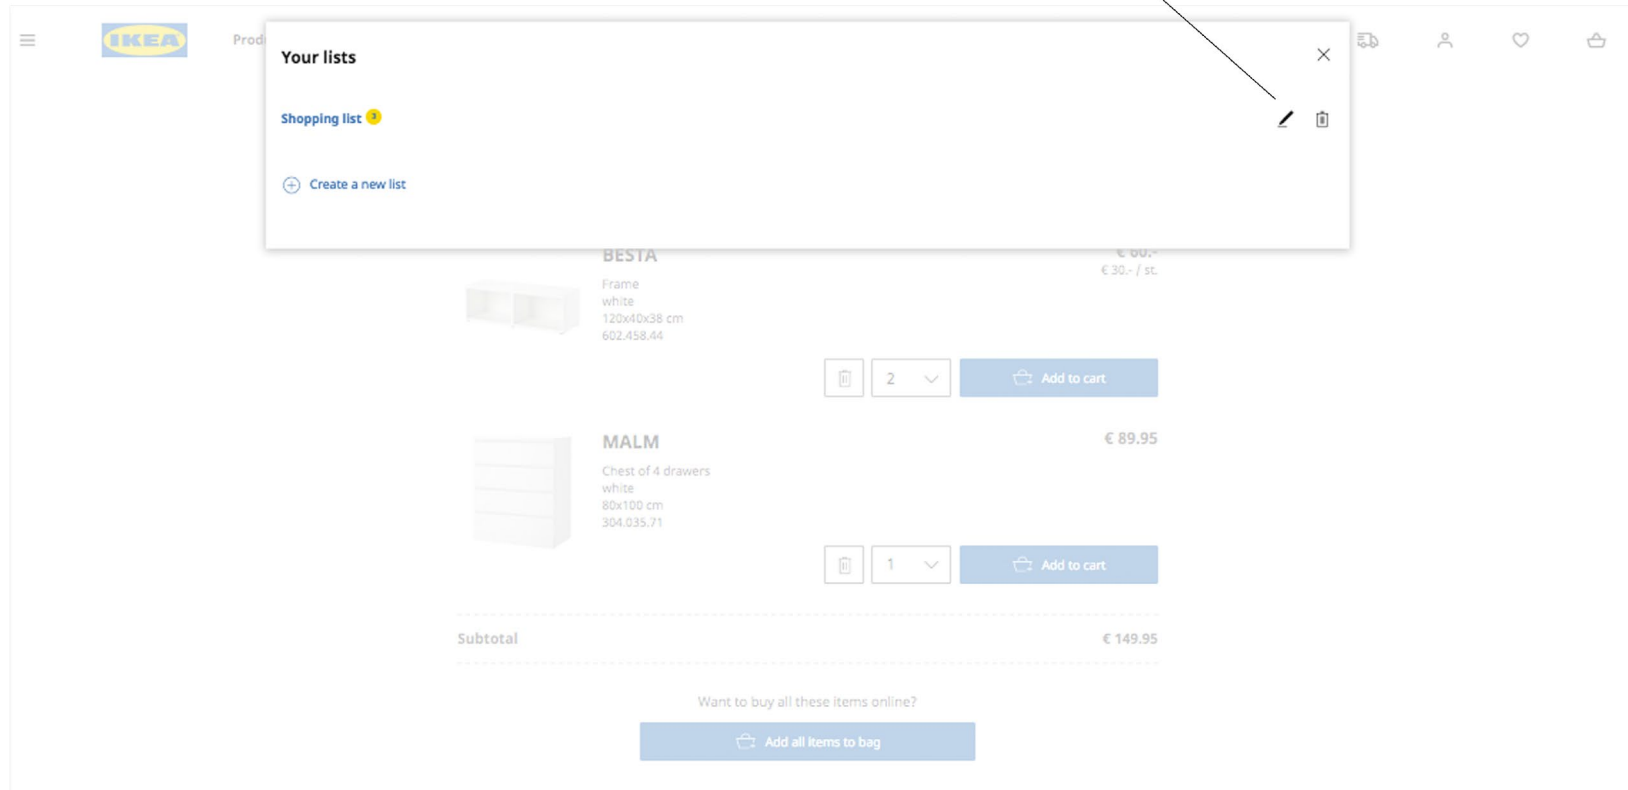 IKEA
Your lists
Shopping list 3
Create a new list
BESTA
€ 60.-
€ 30.- / st.
Frame
white
120x40x38 cm
602.458.44
2
Add to cart
MALM
€ 89.95
Chest of 4 drawers
white
80x100 cm
304.035.71
1
Add to cart
Subtotal
€ 149.95
Want to buy all these items online?
Add all items to bag